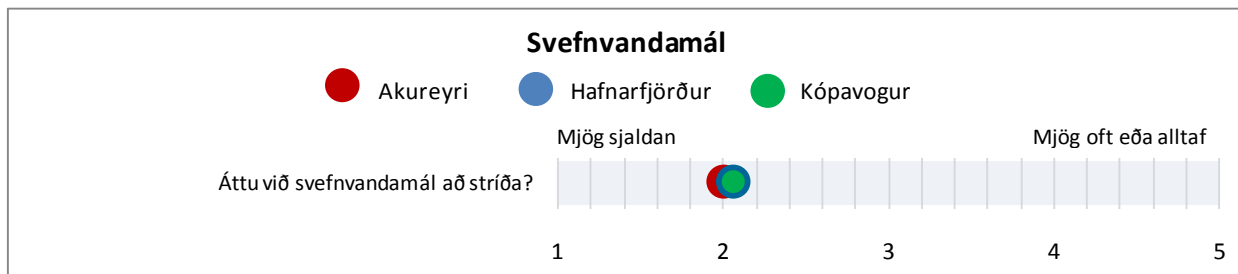 Svefnvandamál
Akureyri Hafnarfjörður Kópavogur
Mjög sjaldan Mjög oft eða alltaf
Áttu við svefnvandamál að stríða?
1 2 3 4 5